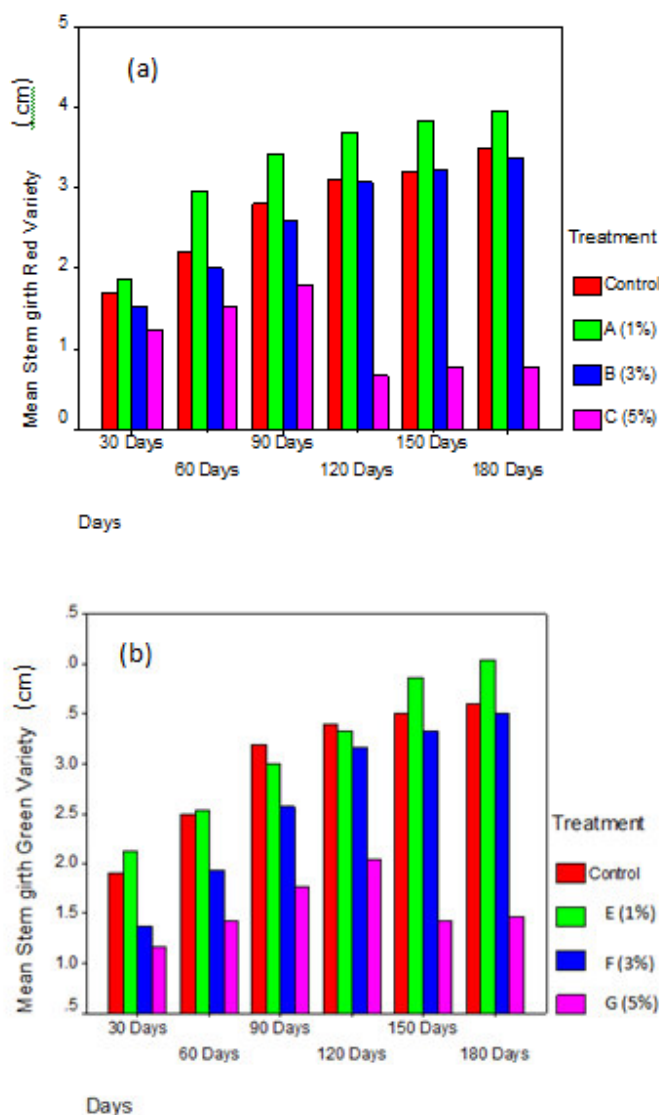 (a)
Mean Stem girth Red Variety (cm)
5
4
3
2
1
0
30 Days
60 Days
90 Days
120 Days
150 Days
180 Days
Days
Treatment
Control
A (1%)
B (3%)
C (5%)
(b)
Mean Stem girth Green Variety (cm)
.5
.0
.5
3.0
2.5
2.0
1.5
1.0
.5
30 Days
60 Days
90 Days
120 Days
150 Days
180 Days
Days
Treatment
Control
E (1%)
F (3%)
G (5%)